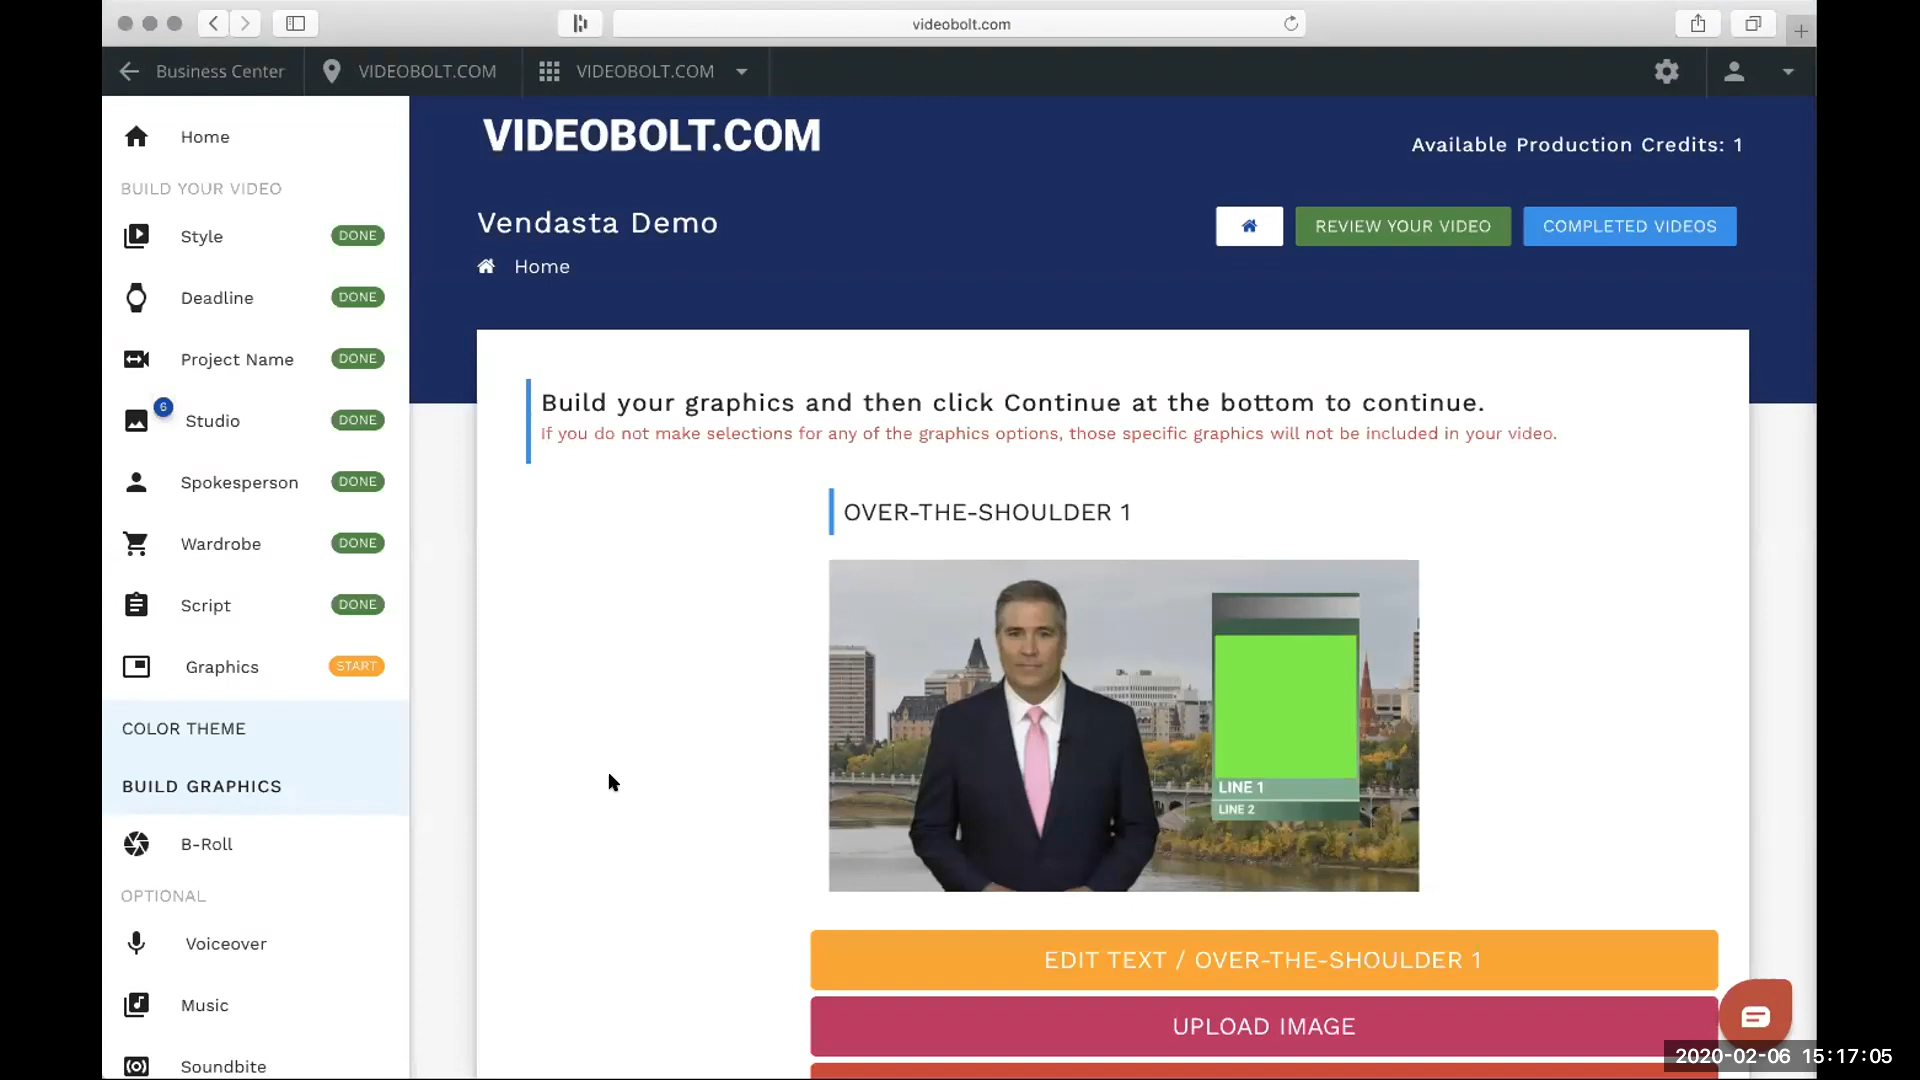 videobolt.com
Business Center
VIDEOBOLT.COM
VIDEOBOLT.COM
Home
BUILD YOUR VIDEO
Style DONE
Deadline DONE
Project Name DONE
6
Studio DONE
Spokesperson DONE
Wardrobe DONE
Script DONE
Graphics START
COLOR THEME
BUILD GRAPHICS
B-Roll
OPTIONAL
Voiceover
Music
Soundbite
VIDEOBOLT.COM
Available Production Credits: 1
Vendasta Demo
REVIEW YOUR VIDEO
COMPLETED VIDEOS
Home
Build your graphics and then click Continue at the bottom to continue.
If you do not make selections for any of the graphics options, those specific graphics will not be included in your video.
OVER-THE-SHOULDER 1
LINE 1
LINE 2
EDIT TEXT / OVER-THE-SHOULDER 1
UPLOAD IMAGE
2020-02-06 15:17:05